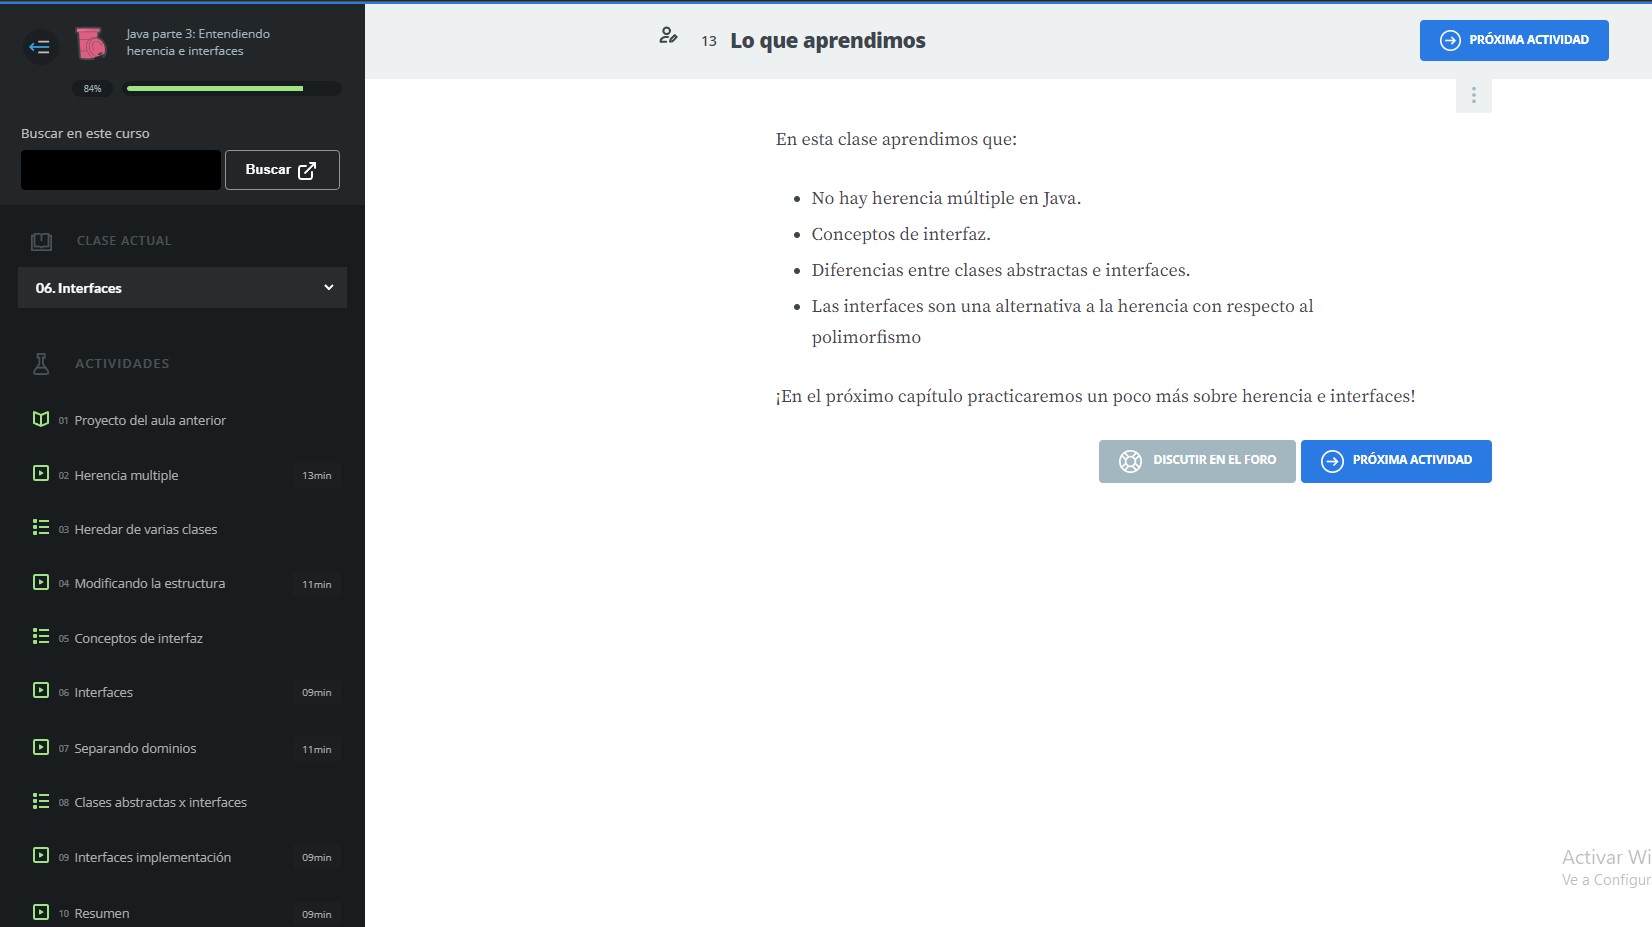 Java parte 3: Entendiendo
herencia e interfaces
84%
Buscar en este curso
Buscar
CLASE ACTUAL
06. Interfaces
ACTIVIDADES
01 Proyecto del aula anterior
02 Herencia multiple 13min
03 Heredar de varias clases
04 Modificando la estructura 11min
05 Conceptos de interfaz
06 Interfaces 09min
07 Separando dominios 11min
08 Clases abstractas x interfaces
09 Interfaces implementación 09min
10 Resumen 09min
13 Lo que aprendimos
PRÓXIMA ACTIVIDAD
En esta clase aprendimos que:
• No hay herencia múltiple en Java.
• Conceptos de interfaz.
• Diferencias entre clases abstractas e interfaces.
• Las interfaces son una alternativa a la herencia con respecto al
polimorfismo
¡En el próximo capítulo practicaremos un poco más sobre herencia e interfaces!
DISCUTIR EN EL FORO PRÓXIMA ACTIVIDAD
Activar Wi
Ve a Configur